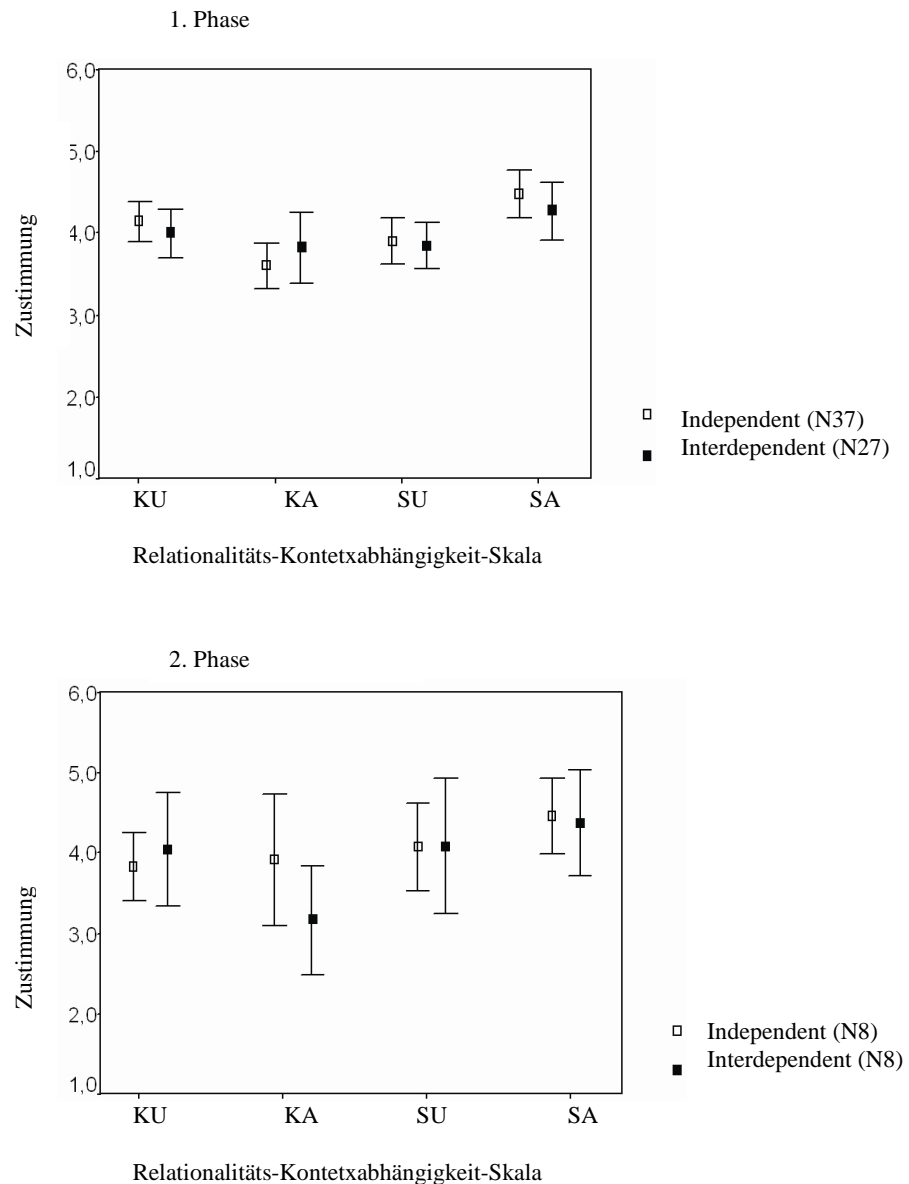 1. Phase
6,0
5,0
4,0
3,0
2,0
1,0
Zustimmung
KU KA SU SA
Relationalitäts-Kontetxabhängigkeit-Skala
Independent (N37)
Interdependent (N27)
2. Phase
6,0
5,0
4,0
3,0
2,0
1,0
Zustimmung
KU KA SU SA
Relationalitäts-Kontetxabhängigkeit-Skala
Independent (N8)
Interdependent (N8)